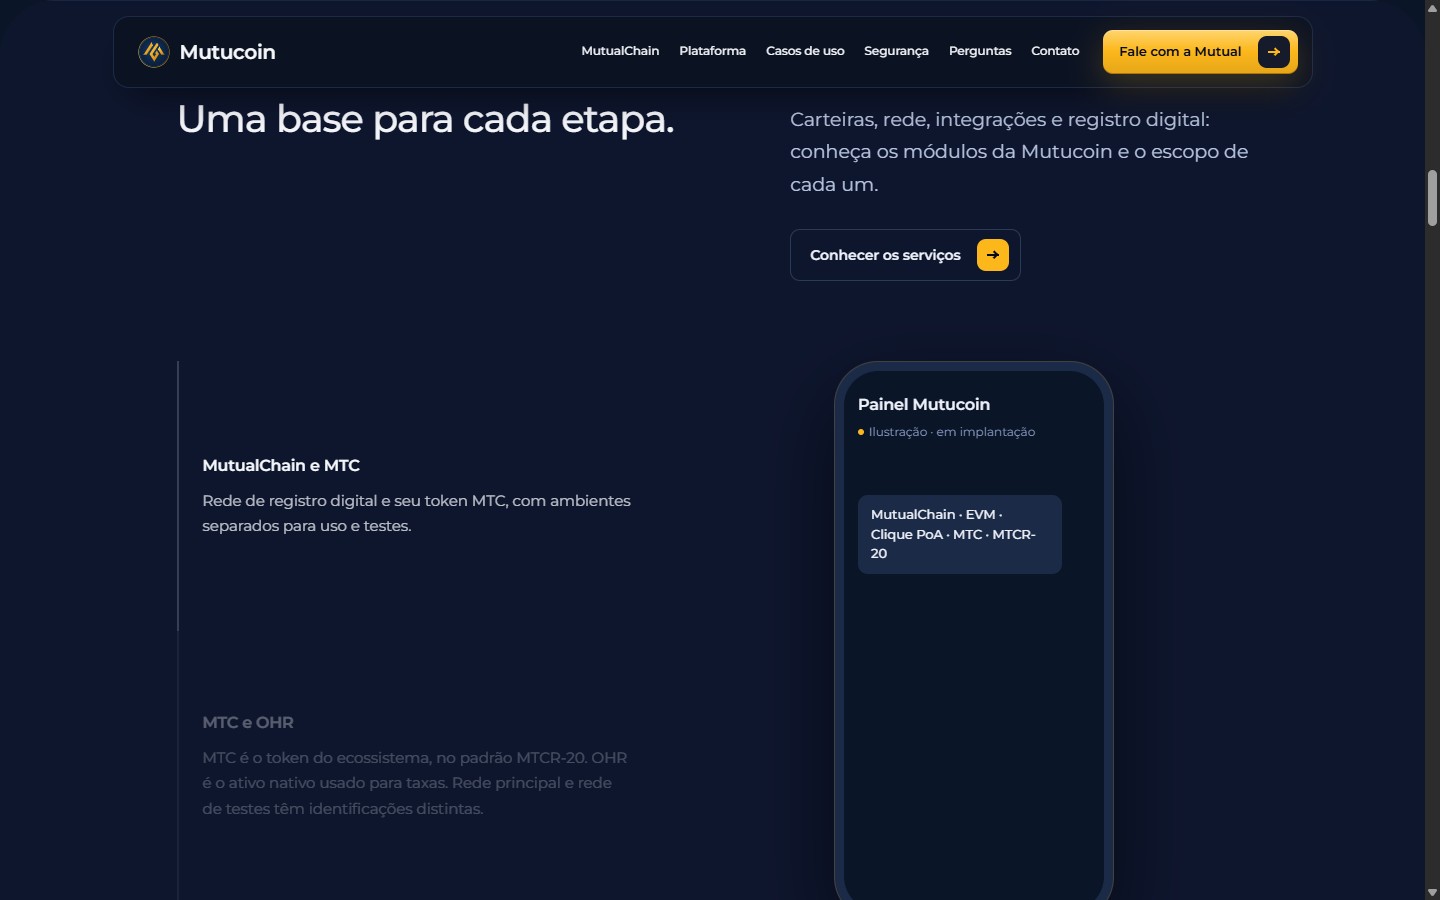 Mutucoin
MutualChain
Plataforma
Casos de uso
Segurança
Perguntas
Contato
Fale com a Mutual
Uma base para cada etapa.
Carteiras, rede, integrações e registro digital:
conheça os módulos da Mutucoin e o escopo de
cada um.
Conhecer os serviços
MutualChain e MTC
Rede de registro digital e seu token MTC, com ambientes
separados para uso e testes.
MTC e OHR
MTC é o token do ecossistema, no padrão MTCR-20. OHR
é o ativo nativo usado para taxas. Rede principal e rede
de testes têm identificações distintas.
Painel Mutucoin
Ilustração · em implantação
MutualChain · EVM ·
Clique PoA · MTC · MTCR-
20